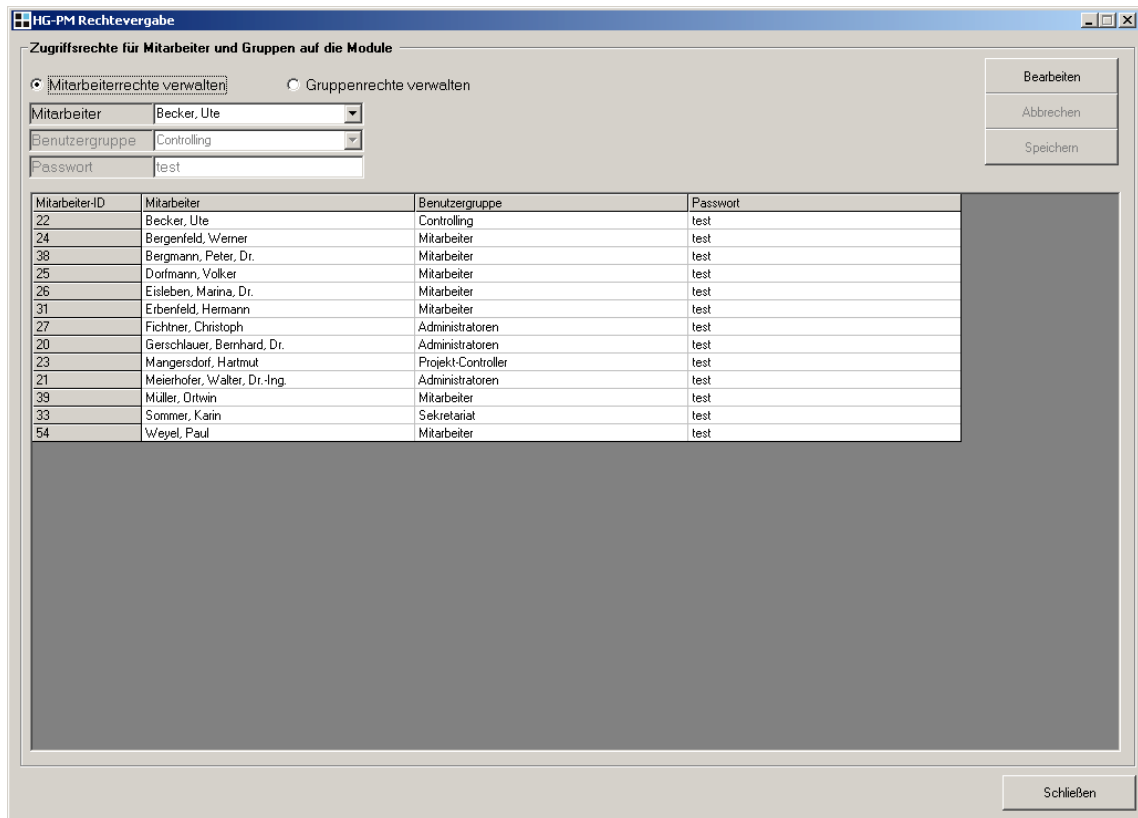 HG-PM Rechtevergabe
Zugriffsrechte für Mitarbeiter und Gruppen auf die Module
Mitarbeiterrechte verwalten Gruppenrechte verwalten
Bearbeiten
Mitarbeiter Becker, Ute
Abbrechen
Benutzergruppe Controlling
Speichern
Passwort test
Mitarbeiter-ID Mitarbeiter Benutzergruppe Passwort
22 Becker, Ute Controlling test
24 Bergenfeld, Werner Mitarbeiter test
38 Bergmann, Peter, Dr. Mitarbeiter test
25 Dorfmann, Volker Mitarbeiter test
26 Eisleben, Marina, Dr. Mitarbeiter test
31 Erbenfeld, Hermann Mitarbeiter test
27 Fichtner, Christoph Administratoren test
20 Gerschlauer, Bernhard, Dr. Administratoren test
23 Mangersdorf, Hartmut Projekt-Controller test
21 Meierhofer, Walter, Dr.-Ing. Administratoren test
39 Müller, Ortwin Mitarbeiter test
33 Sommer, Karin Sekretariat test
54 Weyel, Paul Mitarbeiter test
Schließen